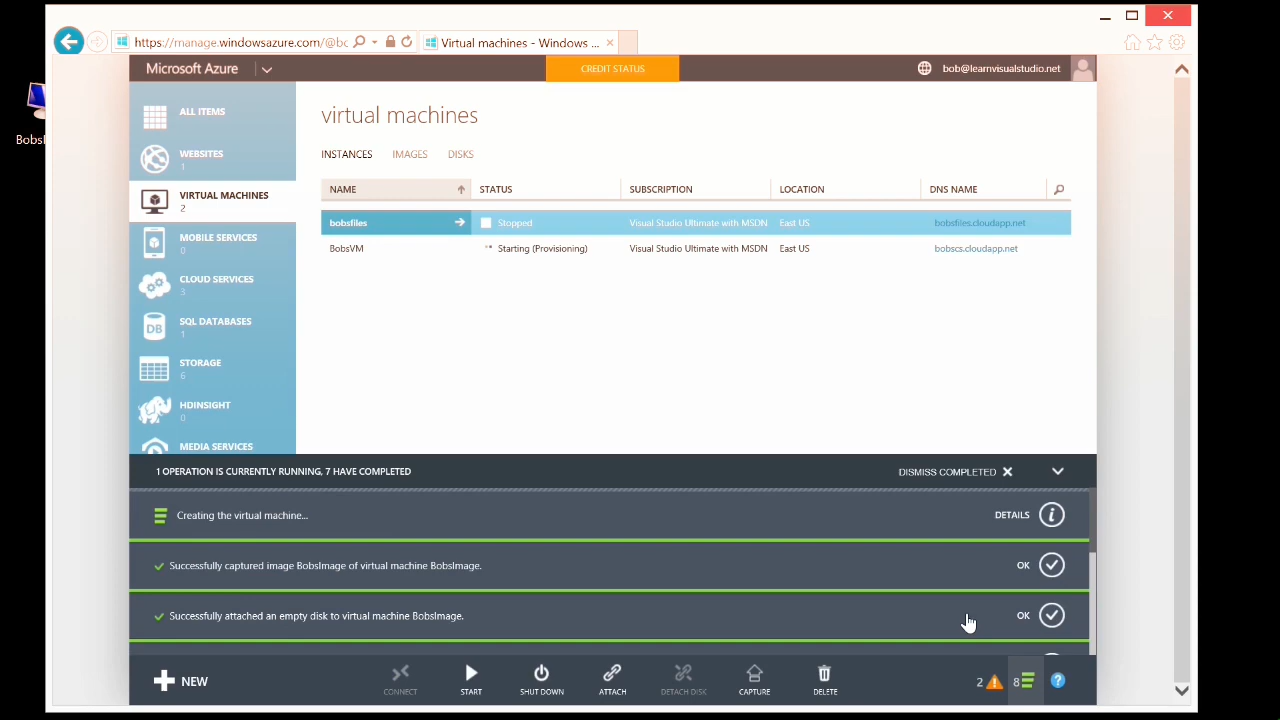 https://manage.windowsazure.com/@bc
Virtual machines - Windows ...
BobsI
Microsoft Azure
CREDIT STATUS
bob@learnvisualstudio.net
ALL ITEMS
WEBSITES
1
VIRTUAL MACHINES
2
MOBILE SERVICES
0
CLOUD SERVICES
3
DB
SQL DATABASES
1
STORAGE
6
HDINSIGHT
0
MEDIA SERVICES
virtual machines
INSTANCES IMAGES DISKS
NAME STATUS SUBSCRIPTION LOCATION DNS NAME
bobsfiles Stopped Visual Studio Ultimate with MSDN East US bobsfiles.cloudapp.net
BobsVM Starting (Provisioning) Visual Studio Ultimate with MSDN East US bobscs.cloudapp.net
1 OPERATION IS CURRENTLY RUNNING, 7 HAVE COMPLETED DISMISS COMPLETED
Creating the virtual machine... DETAILS
Successfully captured image BobsImage of virtual machine BobsImage. OK
Successfully attached an empty disk to virtual machine BobsImage. OK
NEW CONNECT START SHUT DOWN ATTACH DETACH DISK CAPTURE DELETE 2 8 ?